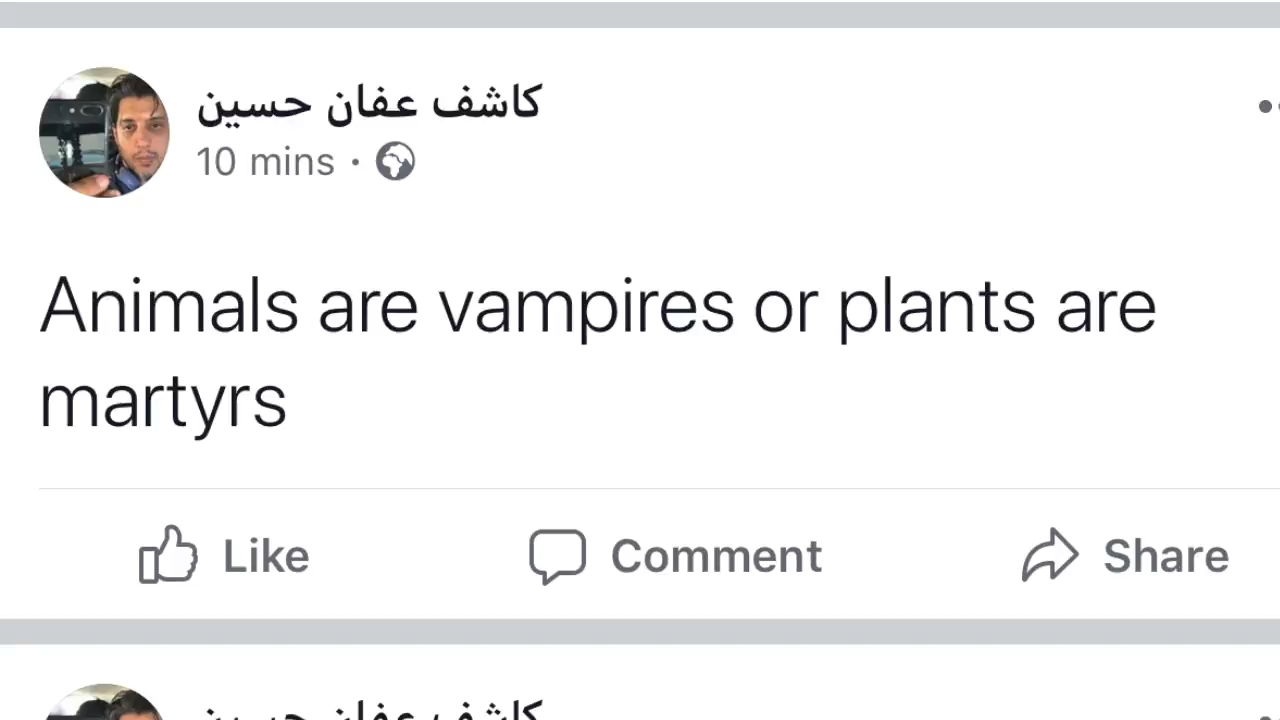 كاشف عفان حسين
10 mins ·
Animals are vampires or plants are
martyrs
Like
Comment
Share
كاشف عفان حسين